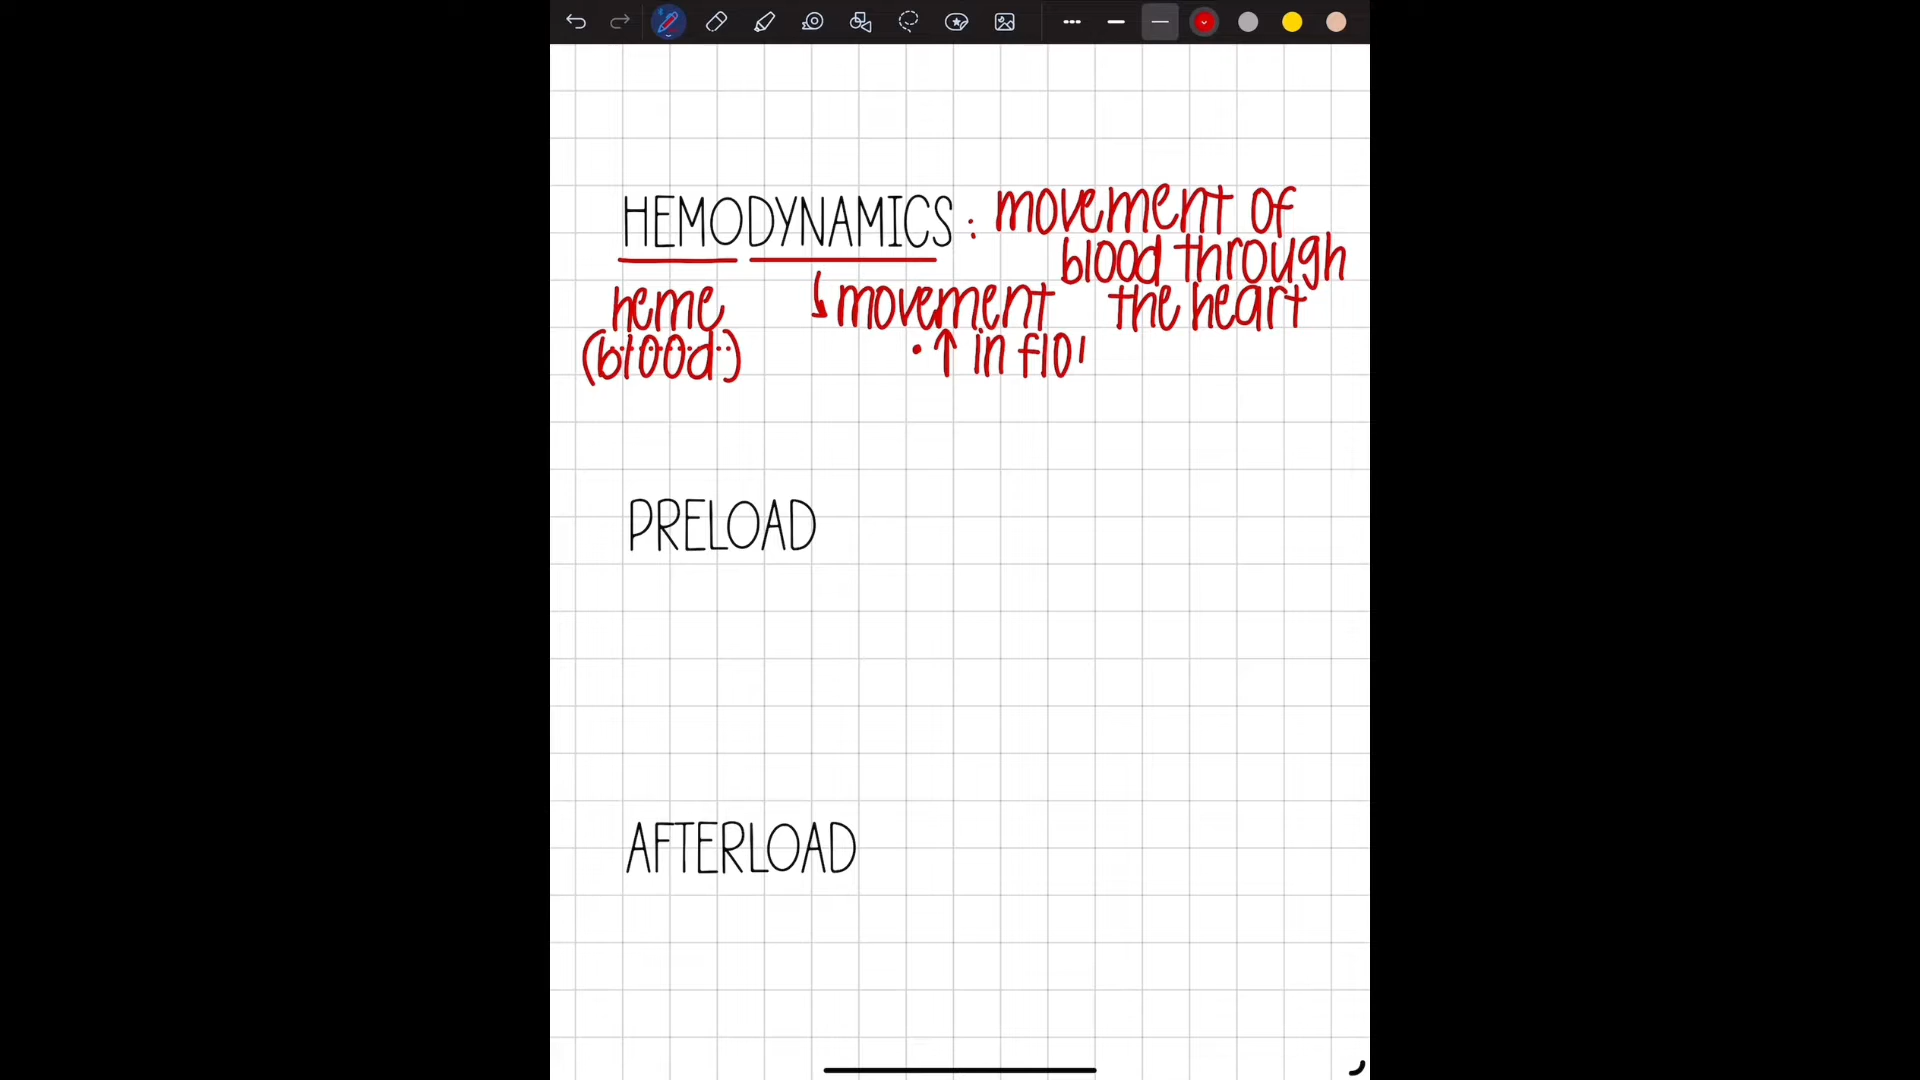 HEMODYNAMICS : movement of
blood through
the heart
heme
(blood)
movement
• ↑ in flo
PRELOAD
AFTERLOAD